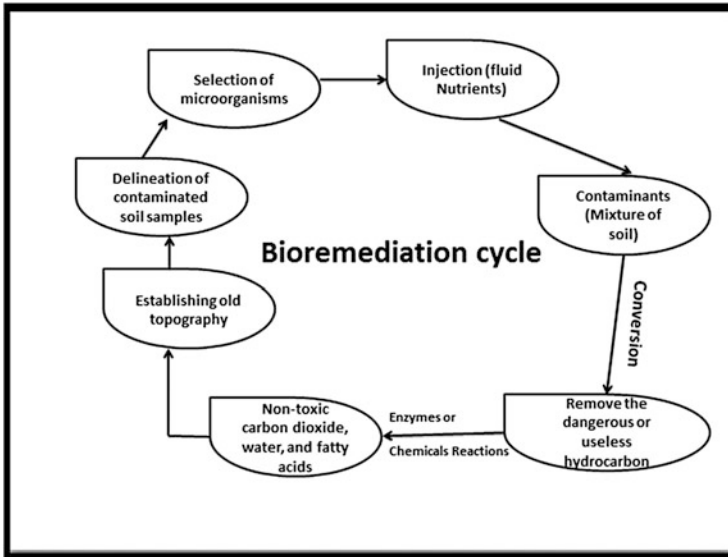 Selection of
microorganisms
Injection (fluid
Nutrients)
Delineation of
contaminated
soil samples
Contaminants
(Mixture of
soil)
Bioremediation cycle
Conversion
Establishing old
topography
Non-toxic
carbon dioxide,
water, and fatty
acids
Enzymes or
Chemicals Reactions
Remove the
dangerous or
useless
hydrocarbon